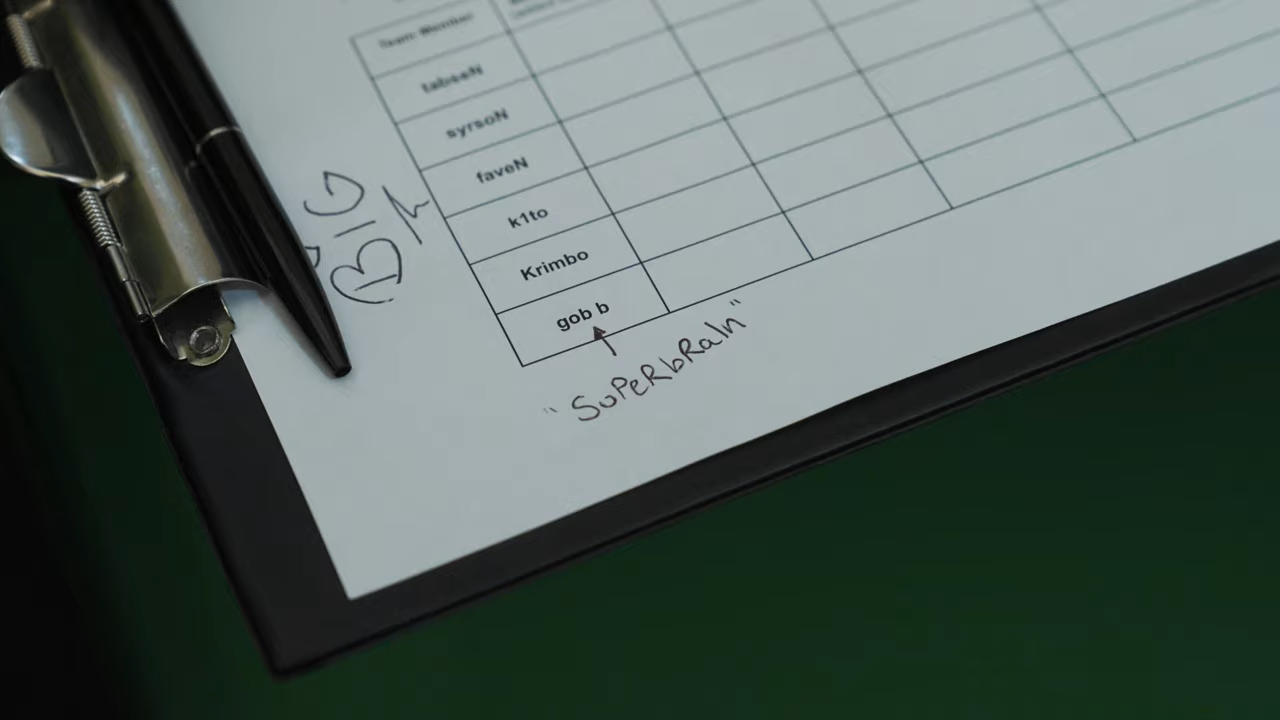 Team Member
tabseN
syrsoN
faveN
k1to
Krimbo
gob b
BIG
"SuPeRbRaIn"